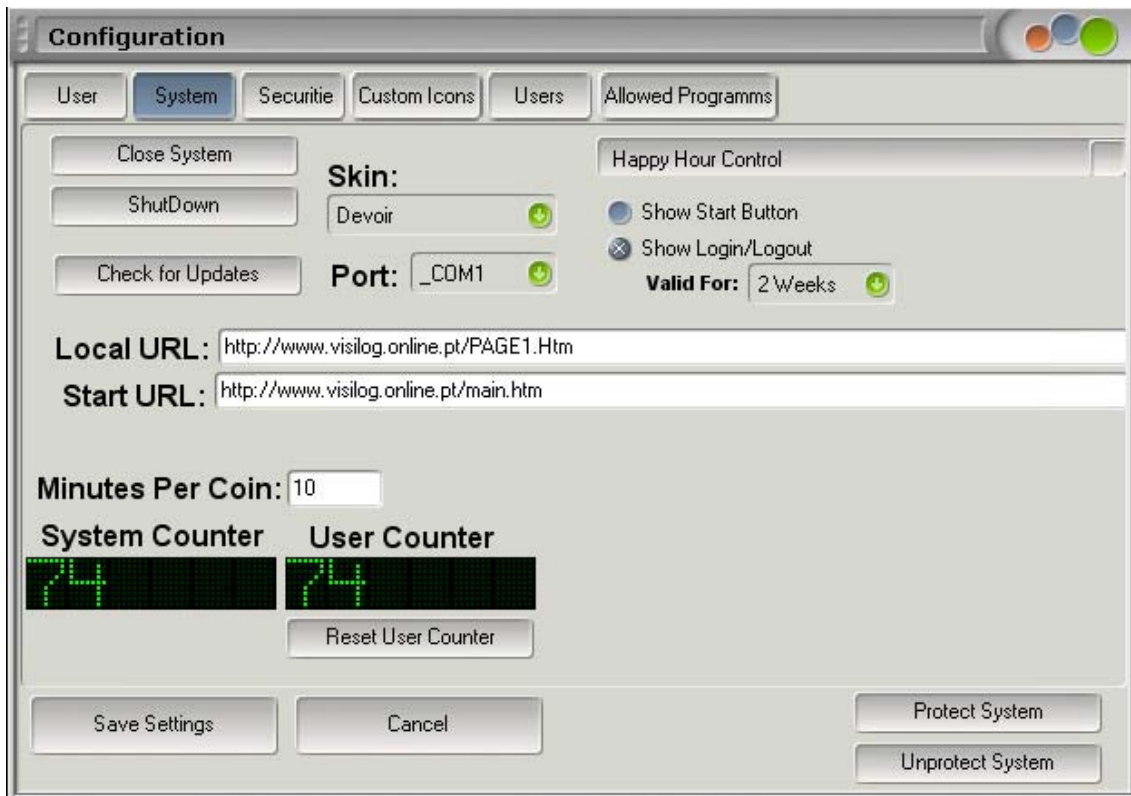 Configuration
User System Securitie Custom Icons Users Allowed Programms
Close System
ShutDown
Check for Updates
Skin:
Devoir
Port: _COM1
Happy Hour Control
Show Start Button
Show Login/Logout
Valid For: 2 Weeks
Local URL: http://www.visilog.online.pt/PAGE1.Htm
Start URL: http://www.visilog.online.pt/main.htm
Minutes Per Coin: 10
System Counter User Counter
74 74
Reset User Counter
Save Settings Cancel
Protect System
Unprotect System